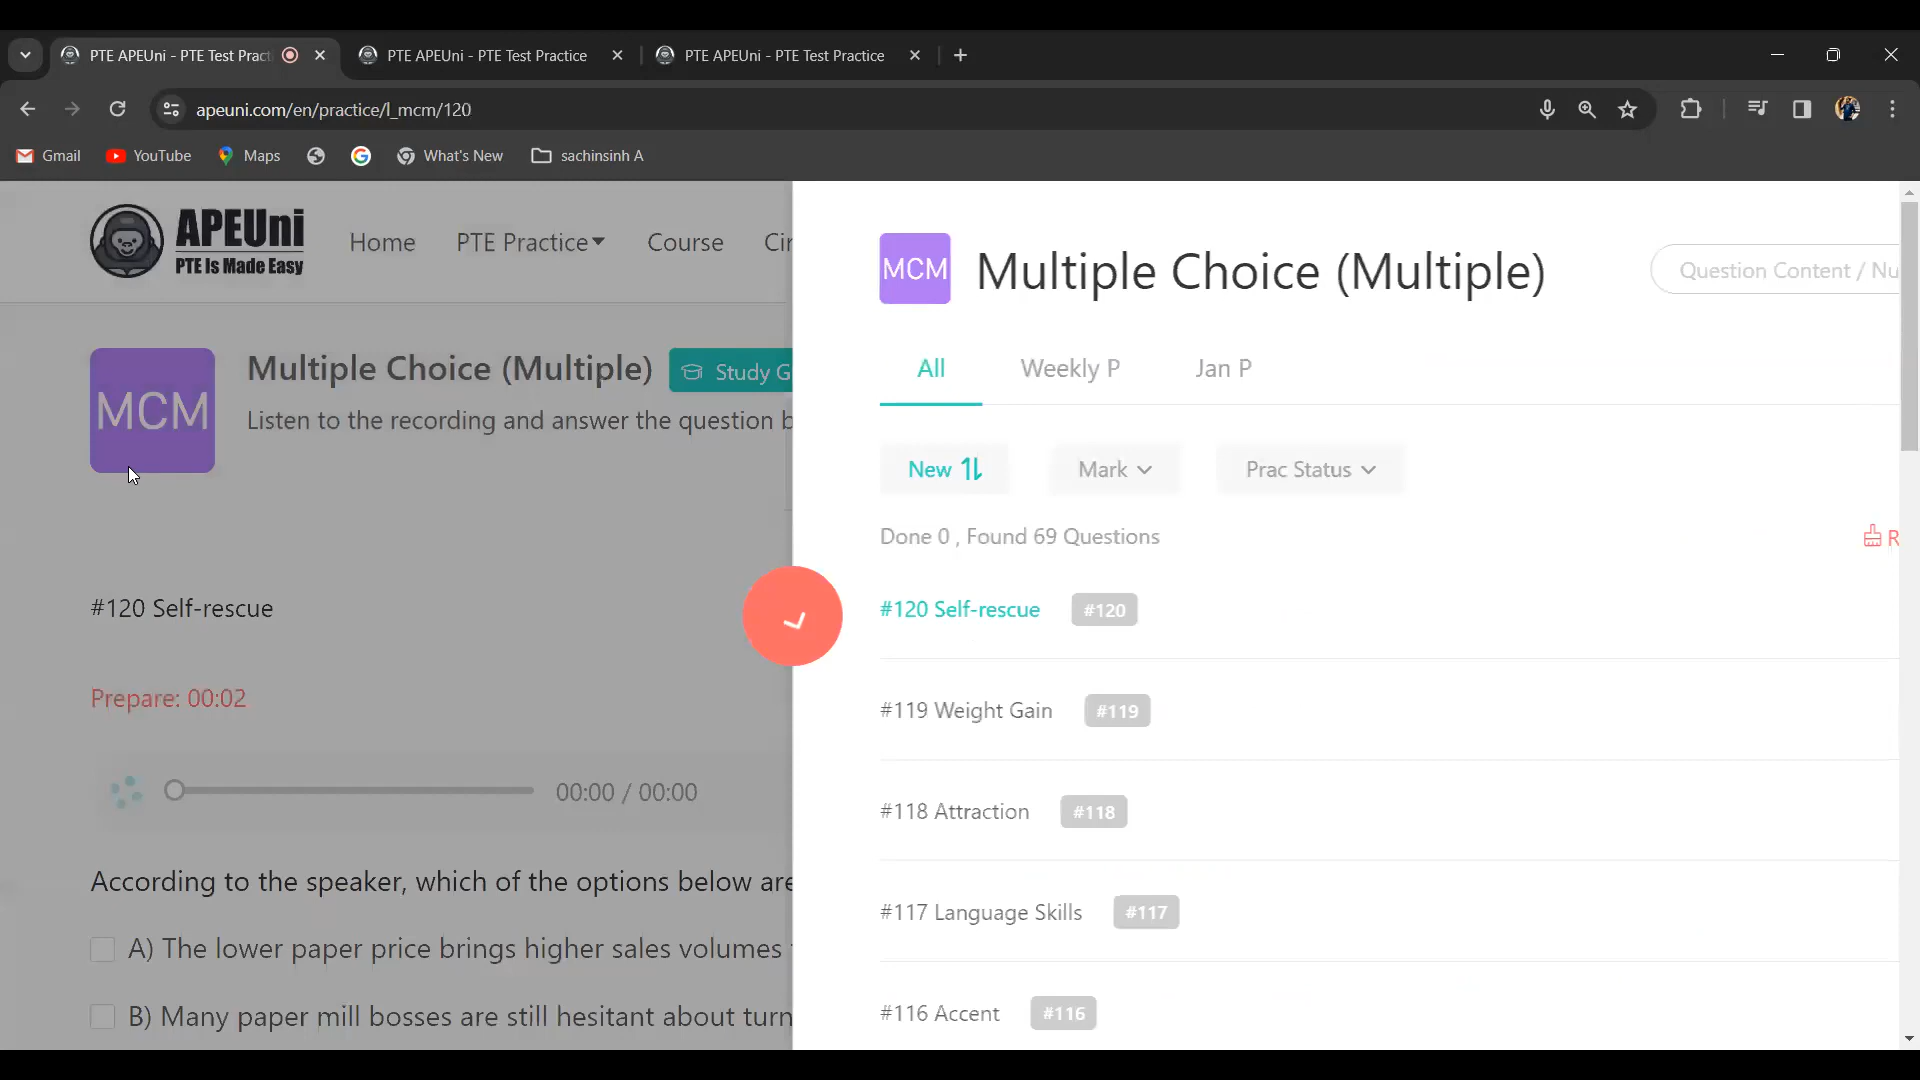 PTE APEUni - PTE Test Pract
PTE APEUni - PTE Test Practice
PTE APEUni - PTE Test Practice
apeuni.com/en/practice/l_mcm/120
Gmail
YouTube
Maps
What's New
sachinsinh A
APEUni
PTE Is Made Easy
Home
PTE Practice
Course
Cir
MCM
Multiple Choice (Multiple)
Study G
Listen to the recording and answer the question b
#120 Self-rescue
Prepare: 00:02
00:00 / 00:00
According to the speaker, which of the options below are
A) The lower paper price brings higher sales volumes
B) Many paper mill bosses are still hesitant about turn
MCM
Multiple Choice (Multiple)
Question Content / Nu
All
Weekly P
Jan P
New
Mark
Prac Status
Done 0 , Found 69 Questions
R
#120 Self-rescue
#120
#119 Weight Gain
#119
#118 Attraction
#118
#117 Language Skills
#117
#116 Accent
#116